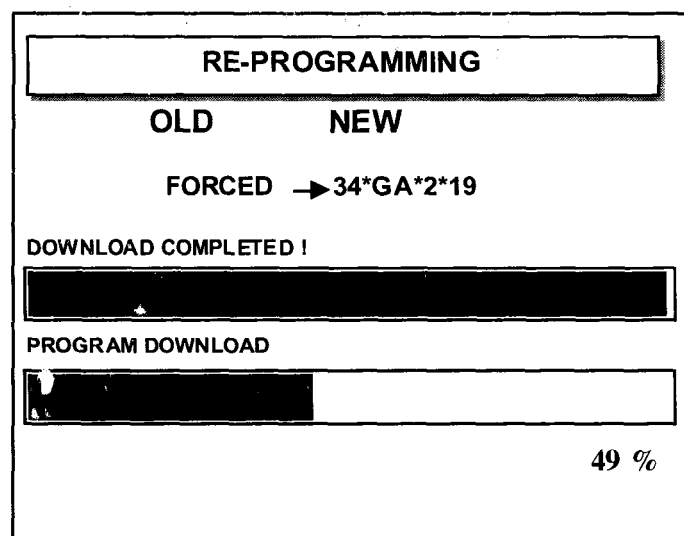 RE-PROGRAMMING
OLD NEW
FORCED → 34*GA*2*19
DOWNLOAD COMPLETED !
PROGRAM DOWNLOAD
49 %